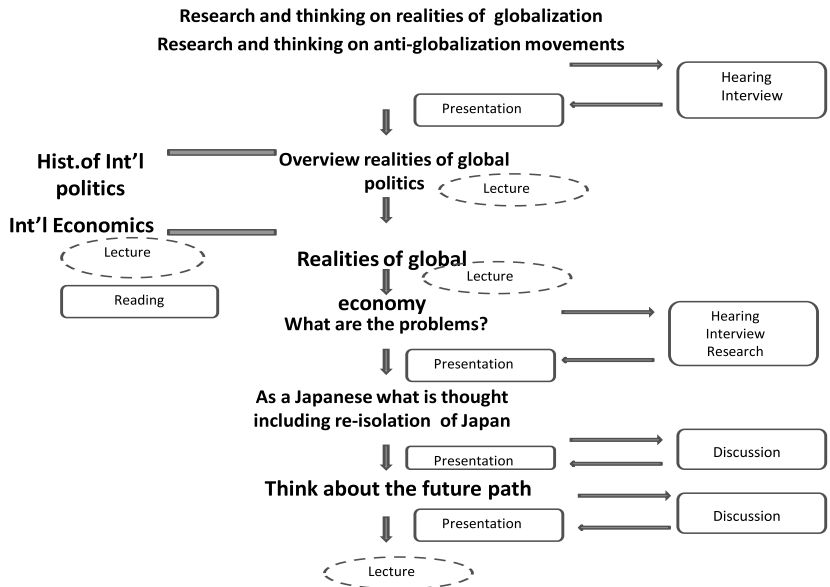 Research and thinking on realities of globalization
Research and thinking on anti-globalization movements
Hearing
Interview
Presentation
Hist.of Int'l
politics
Overview realities of global
politics
Lecture
Int'l Economics
Lecture
Reading
Realities of global
Lecture
economy
What are the problems?
Hearing
Interview
Research
Presentation
As a Japanese what is thought
including re-isolation of Japan
Presentation
Discussion
Think about the future path
Presentation
Discussion
Lecture